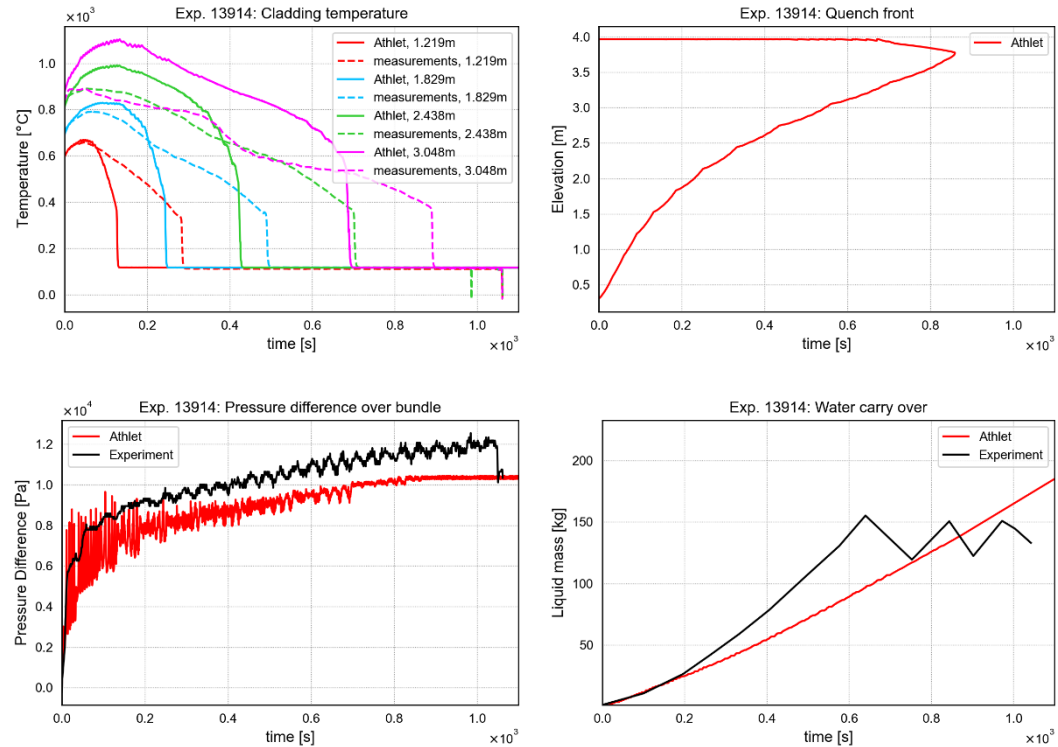 Exp. 13914: Cladding temperature
×10³
Temperature [°C]
1.0
0.8
0.6
0.4
0.2
0.0
Athlet, 1.219m
measurements, 1.219m
Athlet, 1.829m
measurements, 1.829m
Athlet, 2.438m
measurements, 2.438m
Athlet, 3.048m
measurements, 3.048m
0.0 0.2 0.4 0.6 0.8 1.0
time [s]
×10³
Exp. 13914: Quench front
Elevation [m]
4.0
3.5
3.0
2.5
2.0
1.5
1.0
0.5
Athlet
0.0 0.2 0.4 0.6 0.8 1.0
time [s]
×10³
Exp. 13914: Pressure difference over bundle
×10⁴
Pressure Difference [Pa]
1.2
1.0
0.8
0.6
0.4
0.2
0.0
Athlet
Experiment
0.0 0.2 0.4 0.6 0.8 1.0
time [s]
×10³
Exp. 13914: Water carry over
Liquid mass [kg]
200
150
100
50
Athlet
Experiment
0.0 0.2 0.4 0.6 0.8 1.0
time [s]
×10³